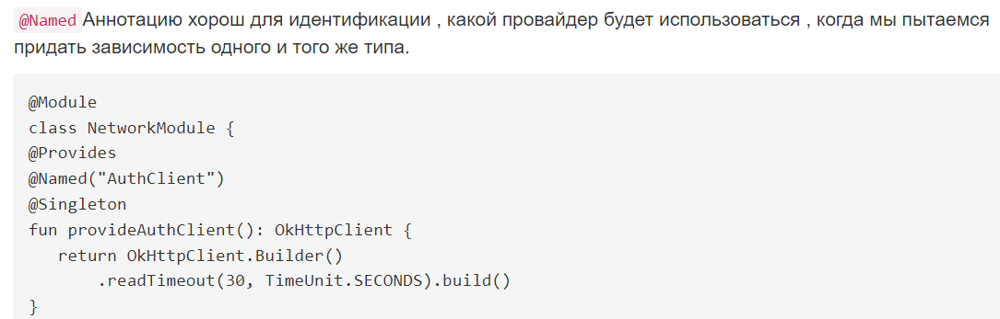 @Named Аннотацию хорош для идентификации , какой провайдер будет использоваться , когда мы пытаемся
придать зависимость одного и того же типа.
@Module
class NetworkModule {
@Provides
@Named("AuthClient")
@Singleton
fun provideAuthClient(): OkHttpClient {
   return OkHttpClient.Builder()
       .readTimeout(30, TimeUnit.SECONDS).build()
}